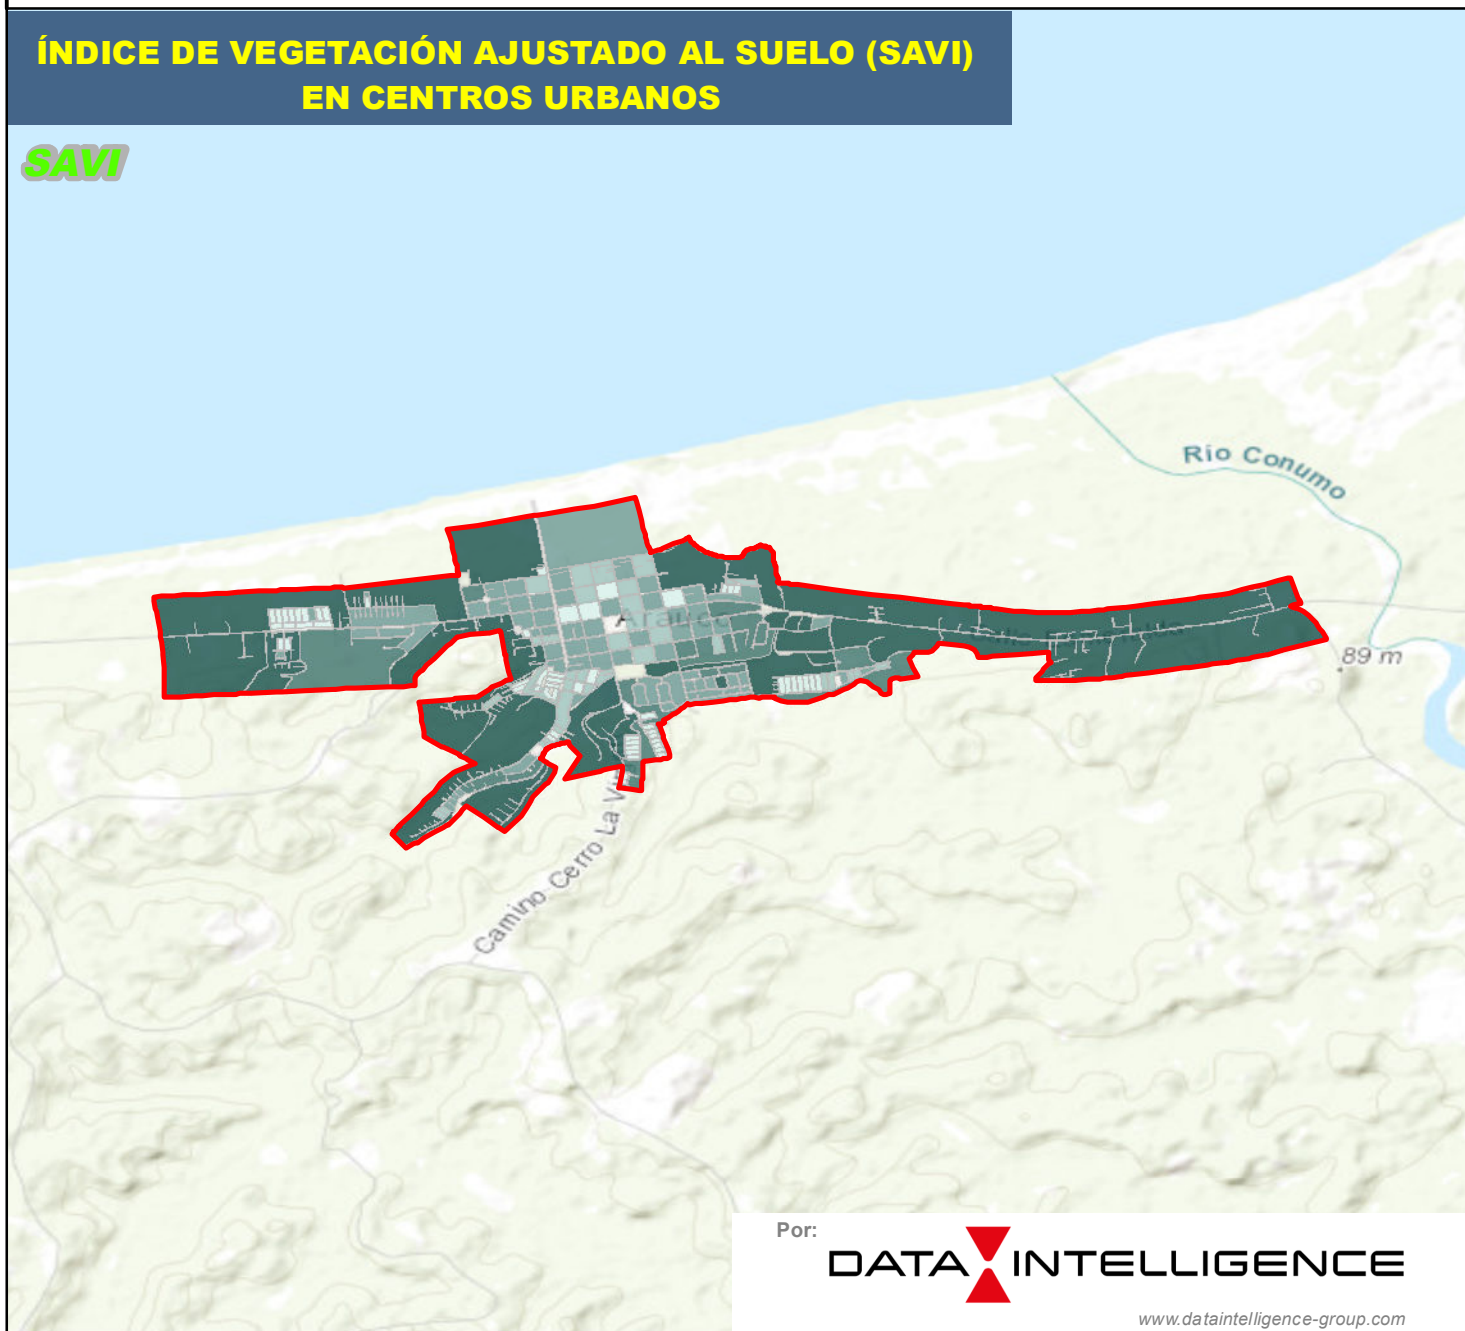 ÍNDICE DE VEGETACIÓN AJUSTADO AL SUELO (SAVI)
EN CENTROS URBANOS
SAVI
Río Conumo
Arauco
89 m
Camino Cerro La
Por:
DATA INTELLIGENCE
www.dataintelligence-group.com